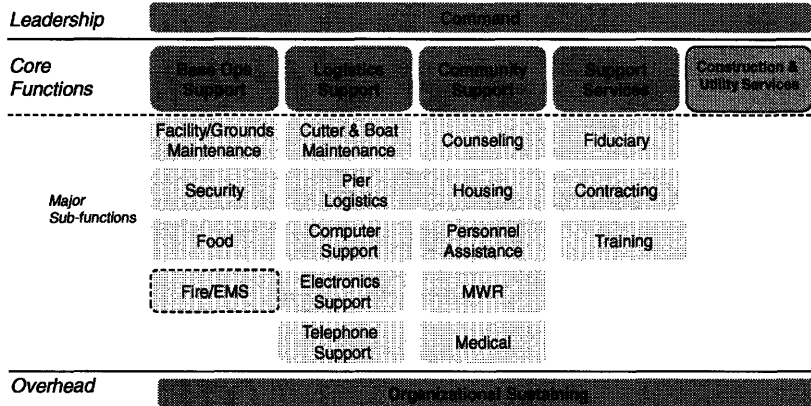 Leadership
Command
Core
Functions
Base Ops
Support
Logistics
Support
Community
Support
Support
Services
Construction &
Utility Services
Major
Sub-functions
Facility/Grounds
Maintenance
Cutter & Boat
Maintenance
Counseling
Fiduciary
Security
Pier
Logistics
Housing
Contracting
Food
Computer
Support
Personnel
Assistance
Training
Fire/EMS
Electronics
Support
MWR
Telephone
Support
Medical
Overhead
Organizational Sustaining